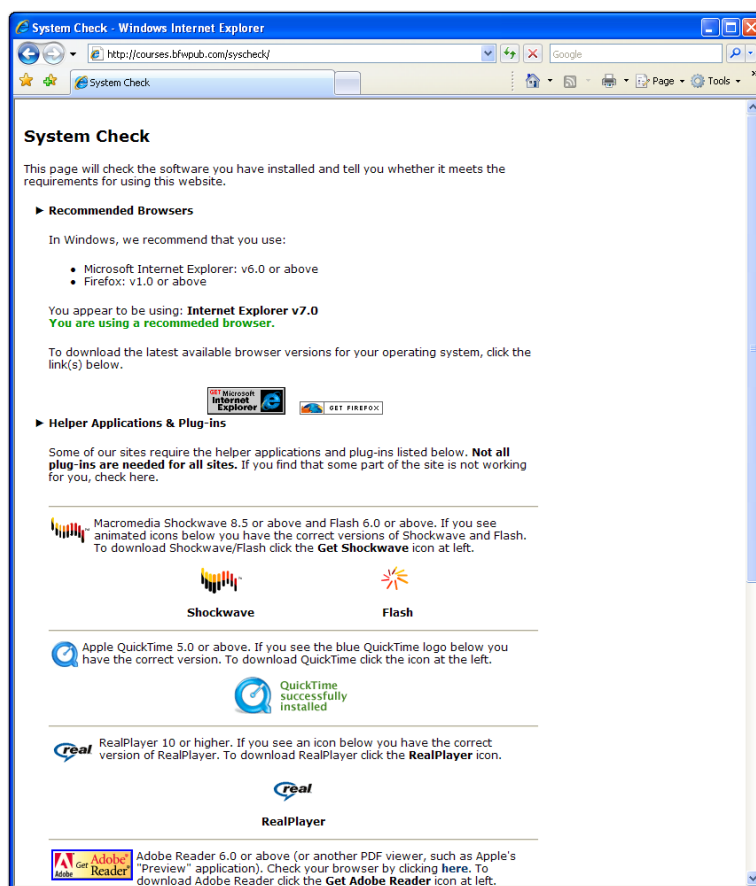 System Check - Windows Internet Explorer
http://courses.bfwpub.com/syscheck/
Google
System Check
Page
Tools
»
System Check
This page will check the software you have installed and tell you whether it meets the
requirements for using this website.
► Recommended Browsers
In Windows, we recommend that you use:
• Microsoft Internet Explorer: v6.0 or above
• Firefox: v1.0 or above
You appear to be using: Internet Explorer v7.0
You are using a recommeded browser.
To download the latest available browser versions for your operating system, click the
link(s) below.
GET Microsoft
Internet
Explorer
GET FIREFOX
► Helper Applications & Plug-ins
Some of our sites require the helper applications and plug-ins listed below. Not all
plug-ins are needed for all sites. If you find that some part of the site is not working
for you, check here.
Macromedia Shockwave 8.5 or above and Flash 6.0 or above. If you see
animated icons below you have the correct versions of Shockwave and Flash.
To download Shockwave/Flash click the Get Shockwave icon at left.
Shockwave
Flash
Apple QuickTime 5.0 or above. If you see the blue QuickTime logo below you
have the correct version. To download QuickTime click the icon at the left.
QuickTime
successfully
installed
real
RealPlayer 10 or higher. If you see an icon below you have the correct
version of RealPlayer. To download RealPlayer click the RealPlayer icon.
real
RealPlayer
Adobe
Get Adobe®
Reader®
Adobe Reader 6.0 or above (or another PDF viewer, such as Apple's
"Preview" application). Check your browser by clicking here. To
download Adobe Reader click the Get Adobe Reader icon at left.